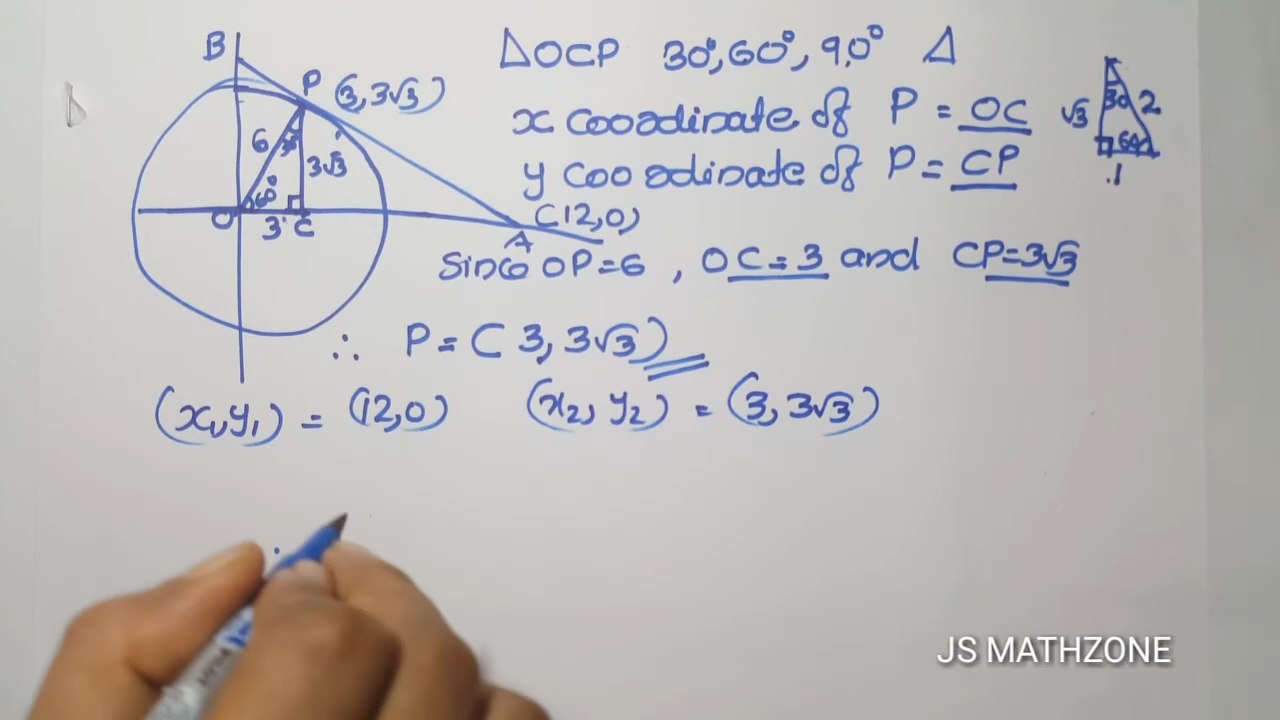 △OCP 30°, 60°, 90° △
x coordinate of P = OC
y coordinate of P = CP
B
P (3, 3√3)
6
30
3√3
60°
O
3
C
A
(12,0)
√3
30
2
60
1
Since OP=6 , OC=3 and CP=3√3
∴ P = ( 3, 3√3 )
(x₁,y₁) = (12,0) (x₂, y₂) = (3, 3√3)
JS MATHZONE